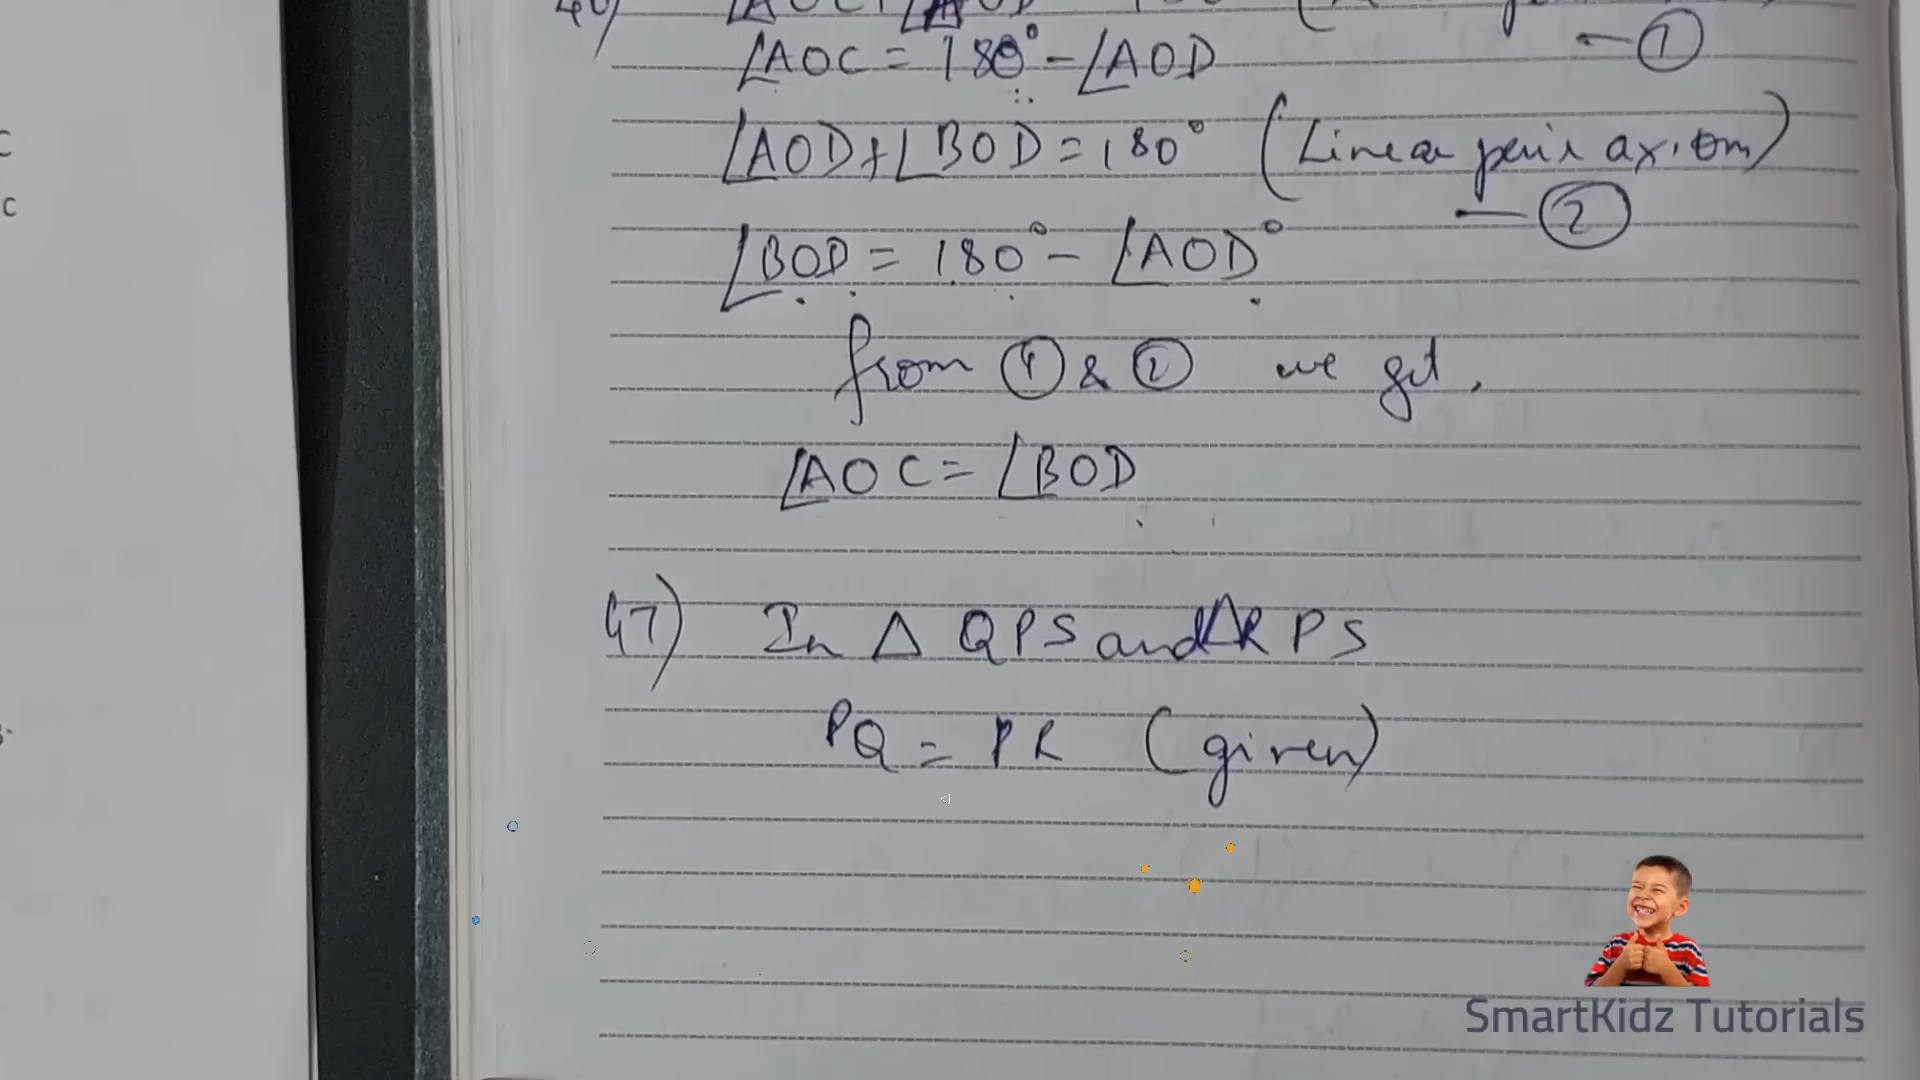 C
c
∠AOC = 180° - ∠AOD
— ①
∠AOD + ∠BOD = 180° (Linear pair axiom)
— ②
∠BOD = 180° - ∠AOD°
from ① & ② we get,
∠AOC = ∠BOD
47) In △ QPS and △RPS
PQ = PR (given)
SmartKidz Tutorials